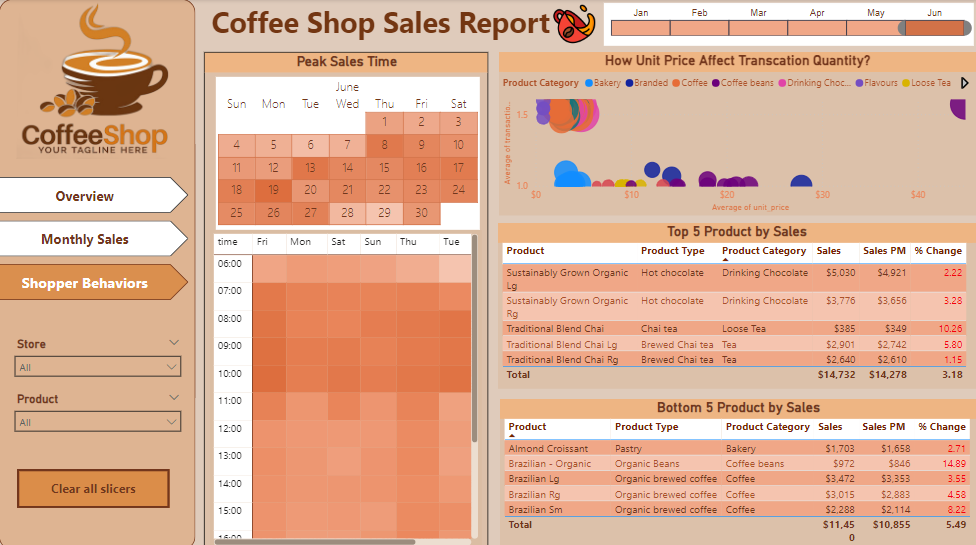 CoffeeShop
YOUR TAGLINE HERE
Overview
Monthly Sales
Shopper Behaviors
Store
All
Product
All
Clear all slicers
Coffee Shop Sales Report
Jan Feb Mar Apr May Jun
Peak Sales Time
June
Sun Mon Tue Wed Thu Fri Sat
1 2 3
4 5 6 7 8 9 10
11 12 13 14 15 16 17
18 19 20 21 22 23 24
25 26 27 28 29 30
time Fri Mon Sat Sun Thu Tue
06:00
07:00
08:00
09:00
10:00
11:00
12:00
13:00
14:00
15:00
16:00
How Unit Price Affect Transcation Quantity?
Product Category Bakery Branded Coffee Coffee beans Drinking Choc... Flavours Loose Tea
Average of transactio...
1.5
1.0
$0 $10 $20 $30 $40
Average of unit_price
Top 5 Product by Sales
Product Product Type Product Category Sales Sales PM % Change
Sustainably Grown Organic Hot chocolate Drinking Chocolate $5,030 $4,921 2.22
Lg
Sustainably Grown Organic Hot chocolate Drinking Chocolate $3,776 $3,656 3.28
Rg
Traditional Blend Chai Chai tea Loose Tea $385 $349 10.26
Traditional Blend Chai Lg Brewed Chai tea Tea $2,901 $2,742 5.80
Traditional Blend Chai Rg Brewed Chai tea Tea $2,640 $2,610 1.15
Total $14,732 $14,278 3.18
Bottom 5 Product by Sales
Product Product Type Product Category Sales Sales PM % Change
Almond Croissant Pastry Bakery $1,703 $1,658 2.71
Brazilian - Organic Organic Beans Coffee beans $972 $846 14.89
Brazilian Lg Organic brewed coffee Coffee $3,472 $3,353 3.55
Brazilian Rg Organic brewed coffee Coffee $3,015 $2,883 4.58
Brazilian Sm Organic brewed coffee Coffee $2,288 $2,114 8.22
Total $11,45 $10,855 5.49
0